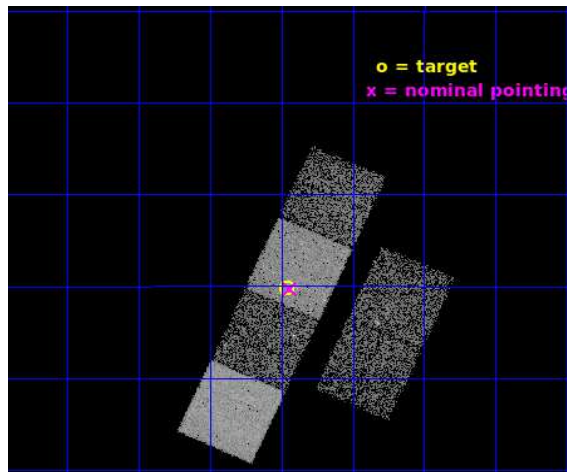 o = target
x = nominal pointing